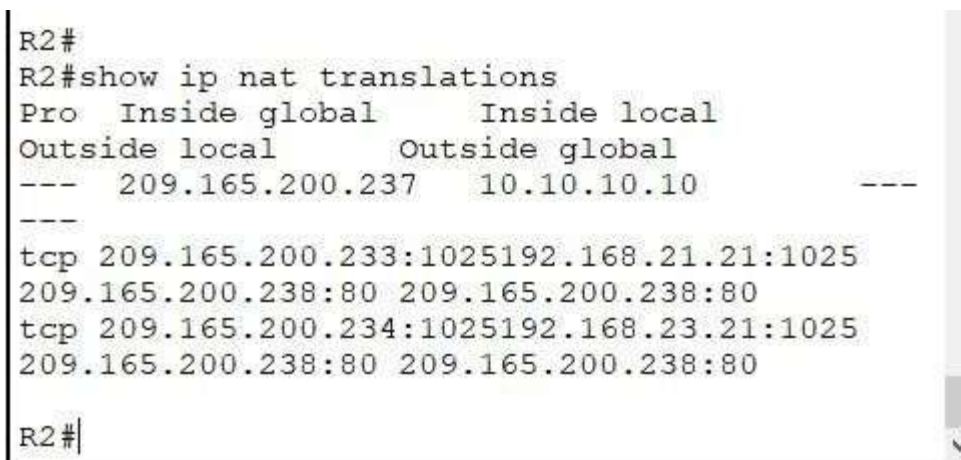 R2#
R2#show ip nat translations
Pro  Inside global     Inside local
Outside local      Outside global
---  209.165.200.237   10.10.10.10        ---
---
tcp 209.165.200.233:1025192.168.21.21:1025
209.165.200.238:80 209.165.200.238:80
tcp 209.165.200.234:1025192.168.23.21:1025
209.165.200.238:80 209.165.200.238:80
R2#